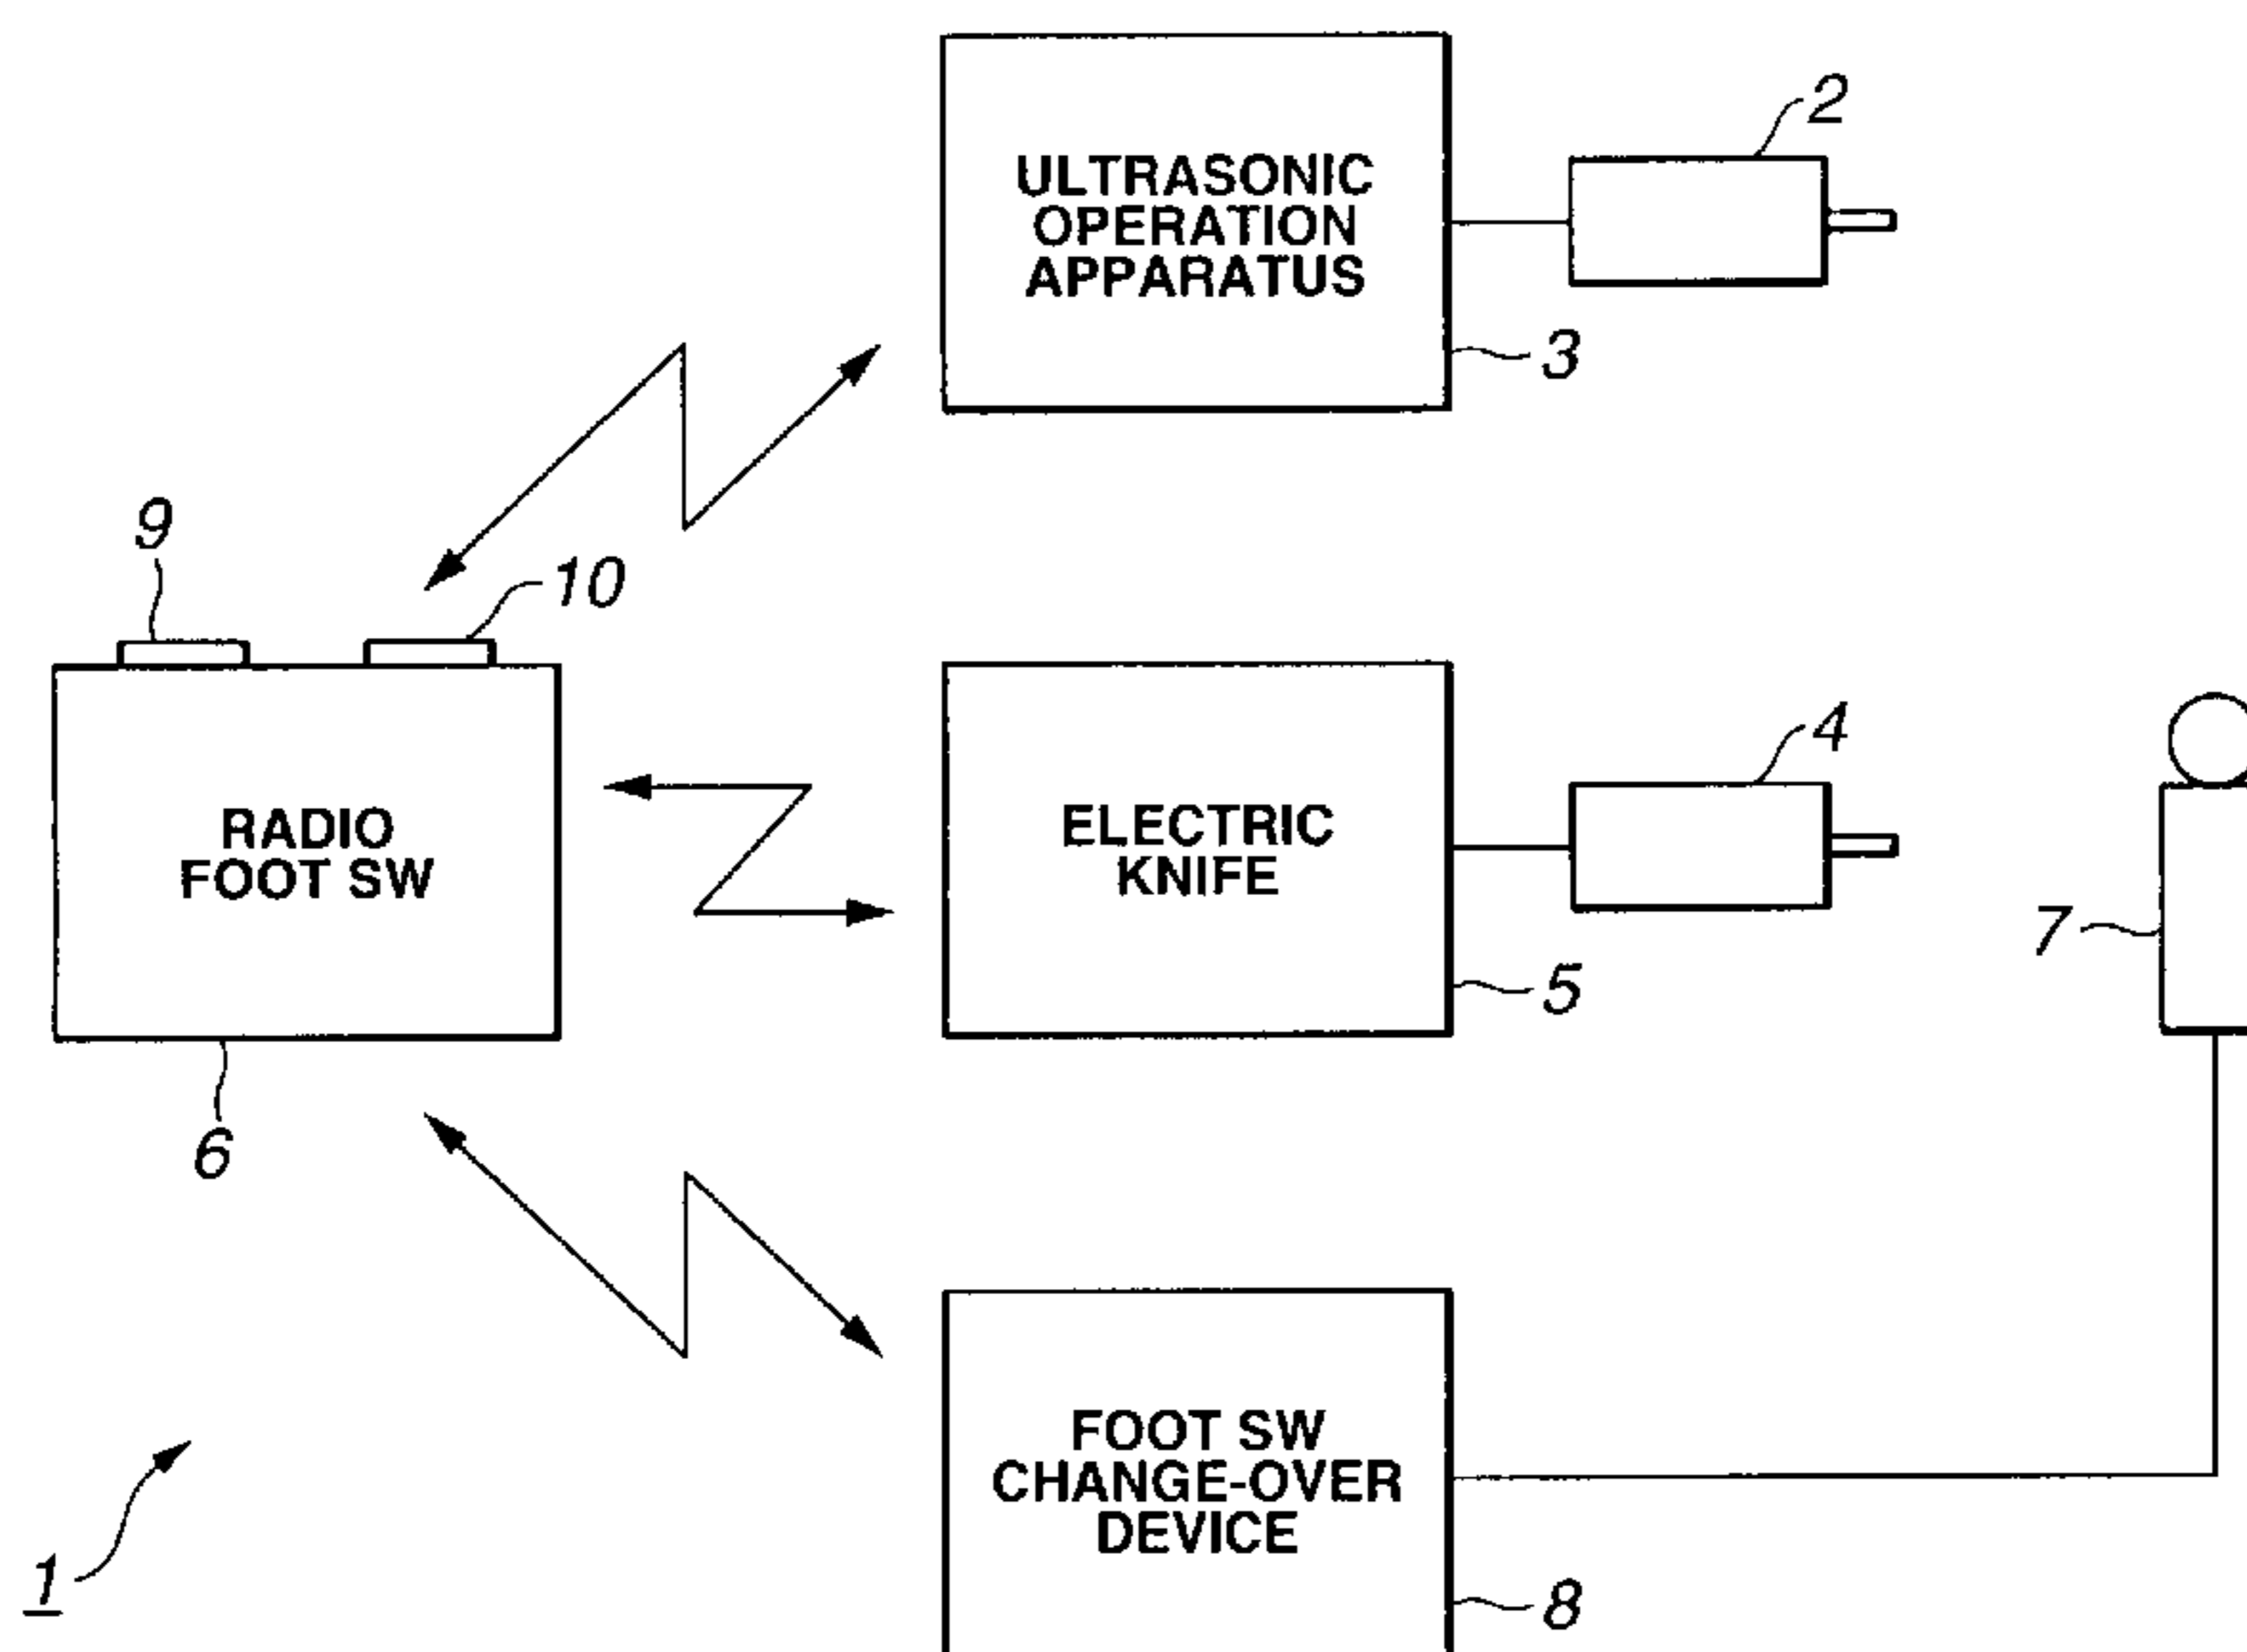 2
ULTRASONIC
OPERATION
APPARATUS
3
9
10
4
RADIO
FOOT SW
ELECTRIC
KNIFE
7
5
6
FOOT SW
CHANGE-OVER
DEVICE
1
8